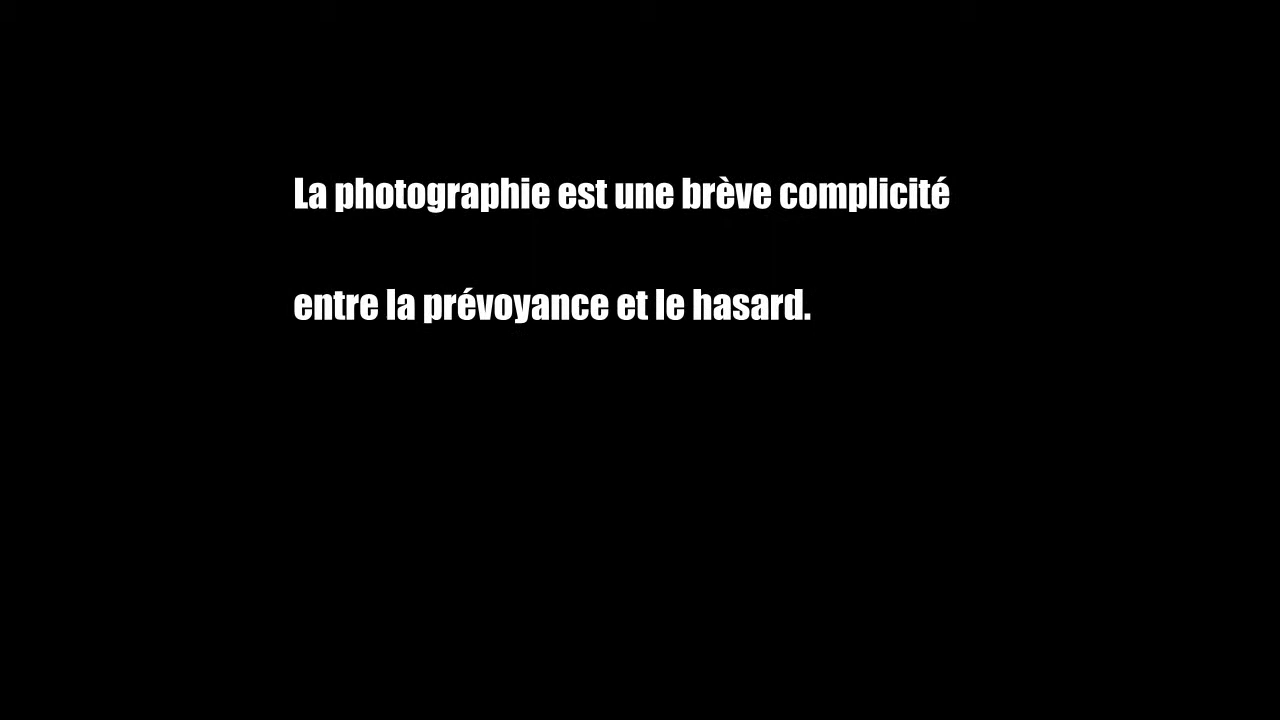 La photographie est une brève complicité
entre la prévoyance et le hasard.